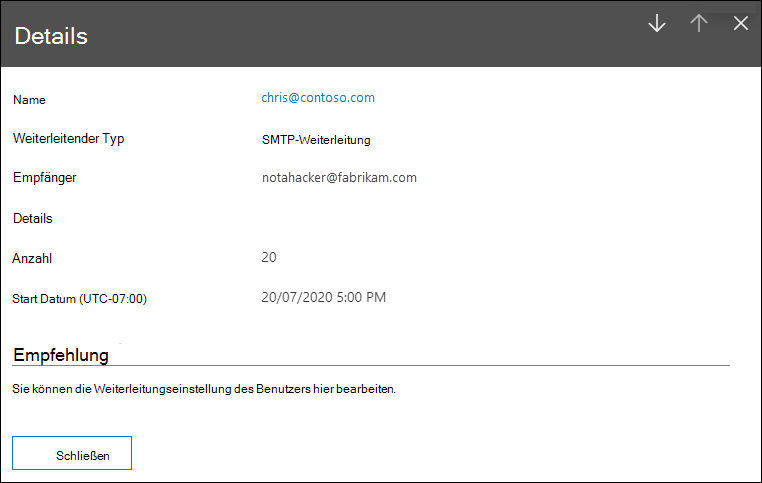 Details
Name chris@contoso.com
Weiterleitender Typ SMTP-Weiterleitung
Empfänger notahacker@fabrikam.com
Details
Anzahl 20
Start Datum (UTC-07:00) 20/07/2020 5:00 PM
Empfehlung
Sie können die Weiterleitungseinstellung des Benutzers hier bearbeiten.
Schließen